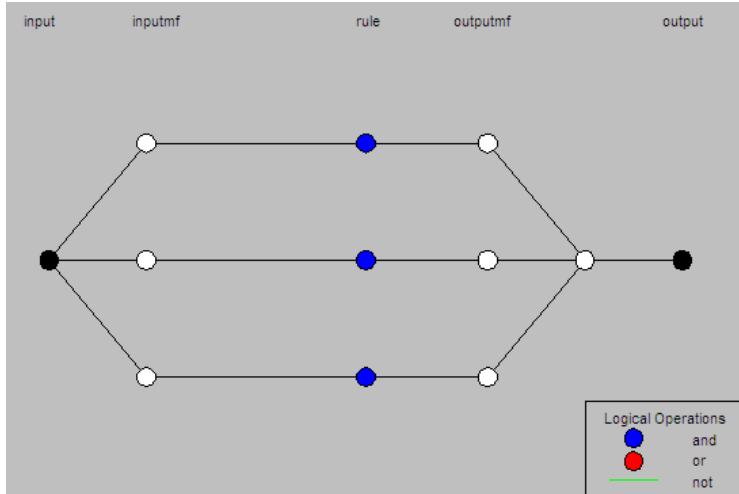 input inputmf rule outputmf output
Logical Operations
and
or
not